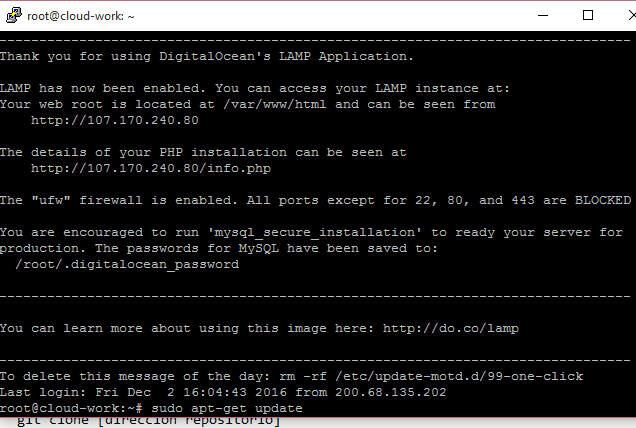 root@cloud-work: ~
--------------------------------------------------------------------------------
Thank you for using DigitalOcean's LAMP Application.
LAMP has now been enabled. You can access your LAMP instance at:
Your web root is located at /var/www/html and can be seen from
http://107.170.240.80
The details of your PHP installation can be seen at
http://107.170.240.80/info.php
The "ufw" firewall is enabled. All ports except for 22, 80, and 443 are BLOCKED
You are encouraged to run 'mysql_secure_installation' to ready your server for
production. The passwords for MySQL have been saved to:
/root/.digitalocean_password
--------------------------------------------------------------------------------
You can learn more about using this image here: http://do.co/lamp
--------------------------------------------------------------------------------
To delete this message of the day: rm -rf /etc/update-motd.d/99-one-click
Last login: Fri Dec  2 16:04:43 2016 from 200.68.135.202
root@cloud-work:~# sudo apt-get update
git clone [direccion repositorio]